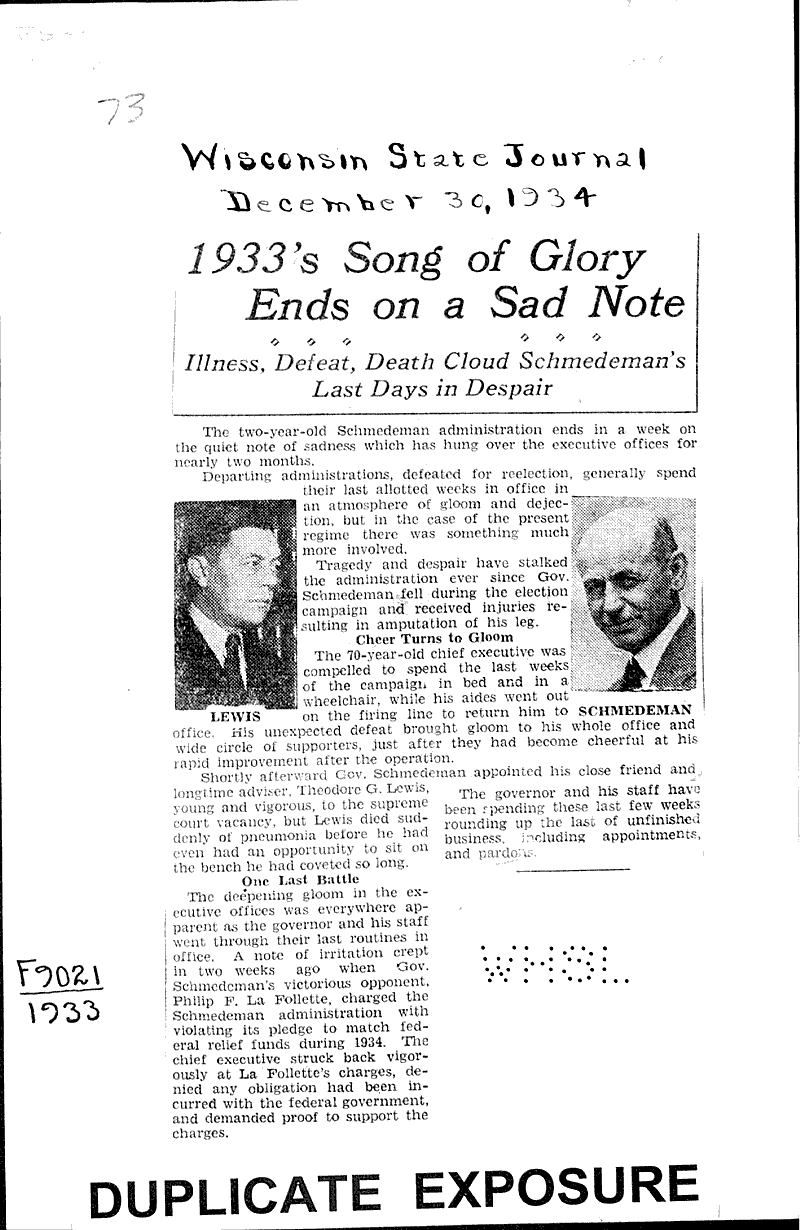 73
Wisconsin State Journal
December 30, 1934
1933's Song of Glory
Ends on a Sad Note
Illness, Defeat, Death Cloud Schmedeman's
Last Days in Despair
The two-year-old Schmedeman administration ends in a week on
the quiet note of sadness which has hung over the executive offices for
nearly two months.
Departing administrations, defeated for reelection, generally spend
their last allotted weeks in office in
an atmosphere of gloom and dejec-
tion, but in the case of the present
regime there was something much
more involved.
Tragedy and despair have stalked
the administration ever since Gov.
Schmedeman fell during the election
campaign and received injuries re-
sulting in amputation of his leg.
Cheer Turns to Gloom
The 70-year-old chief executive was
compelled to spend the last weeks
of the campaign in bed and in a
wheelchair, while his aides went out
LEWIS
on the firing line to return him to
SCHMEDEMAN
office. His unexpected defeat brought gloom to his whole office and
wide circle of supporters, just after they had become cheerful at his
rapid improvement after the operation.
Shortly afterward Gov. Schmedeman appointed his close friend and
longtime adviser, Theodore G. Lewis,
young and vigorous, to the supreme
court vacancy, but Lewis died sud-
denly of pneumonia before he had
even had an opportunity to sit on
the bench he had coveted so long.
One Last Battle
The deepening gloom in the ex-
ecutive offices was everywhere ap-
parent as the governor and his staff
went through their last routines in
office. A note of irritation crept
in two weeks ago when Gov.
Schmedeman's victorious opponent,
Philip F. La Follette, charged the
Schmedeman administration with
violating its pledge to match fed-
eral relief funds during 1934. The
chief executive struck back vigor-
ously at La Follette's charges, de-
nied any obligation had been in-
curred with the federal government,
and demanded proof to support the
charges.
The governor and his staff have
been spending these last few weeks
rounding up the last of unfinished
business, including appointments,
and pardons.
WHSL
F9021
1933
DUPLICATE EXPOSURE